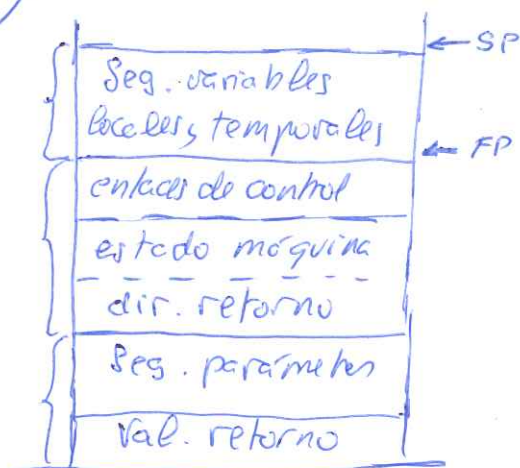 ← SP
Seg. variables
locales, temporales
← FP
enlaces de control
estado máquina
dir. retorno
Seg. parámetros
Val. retorno